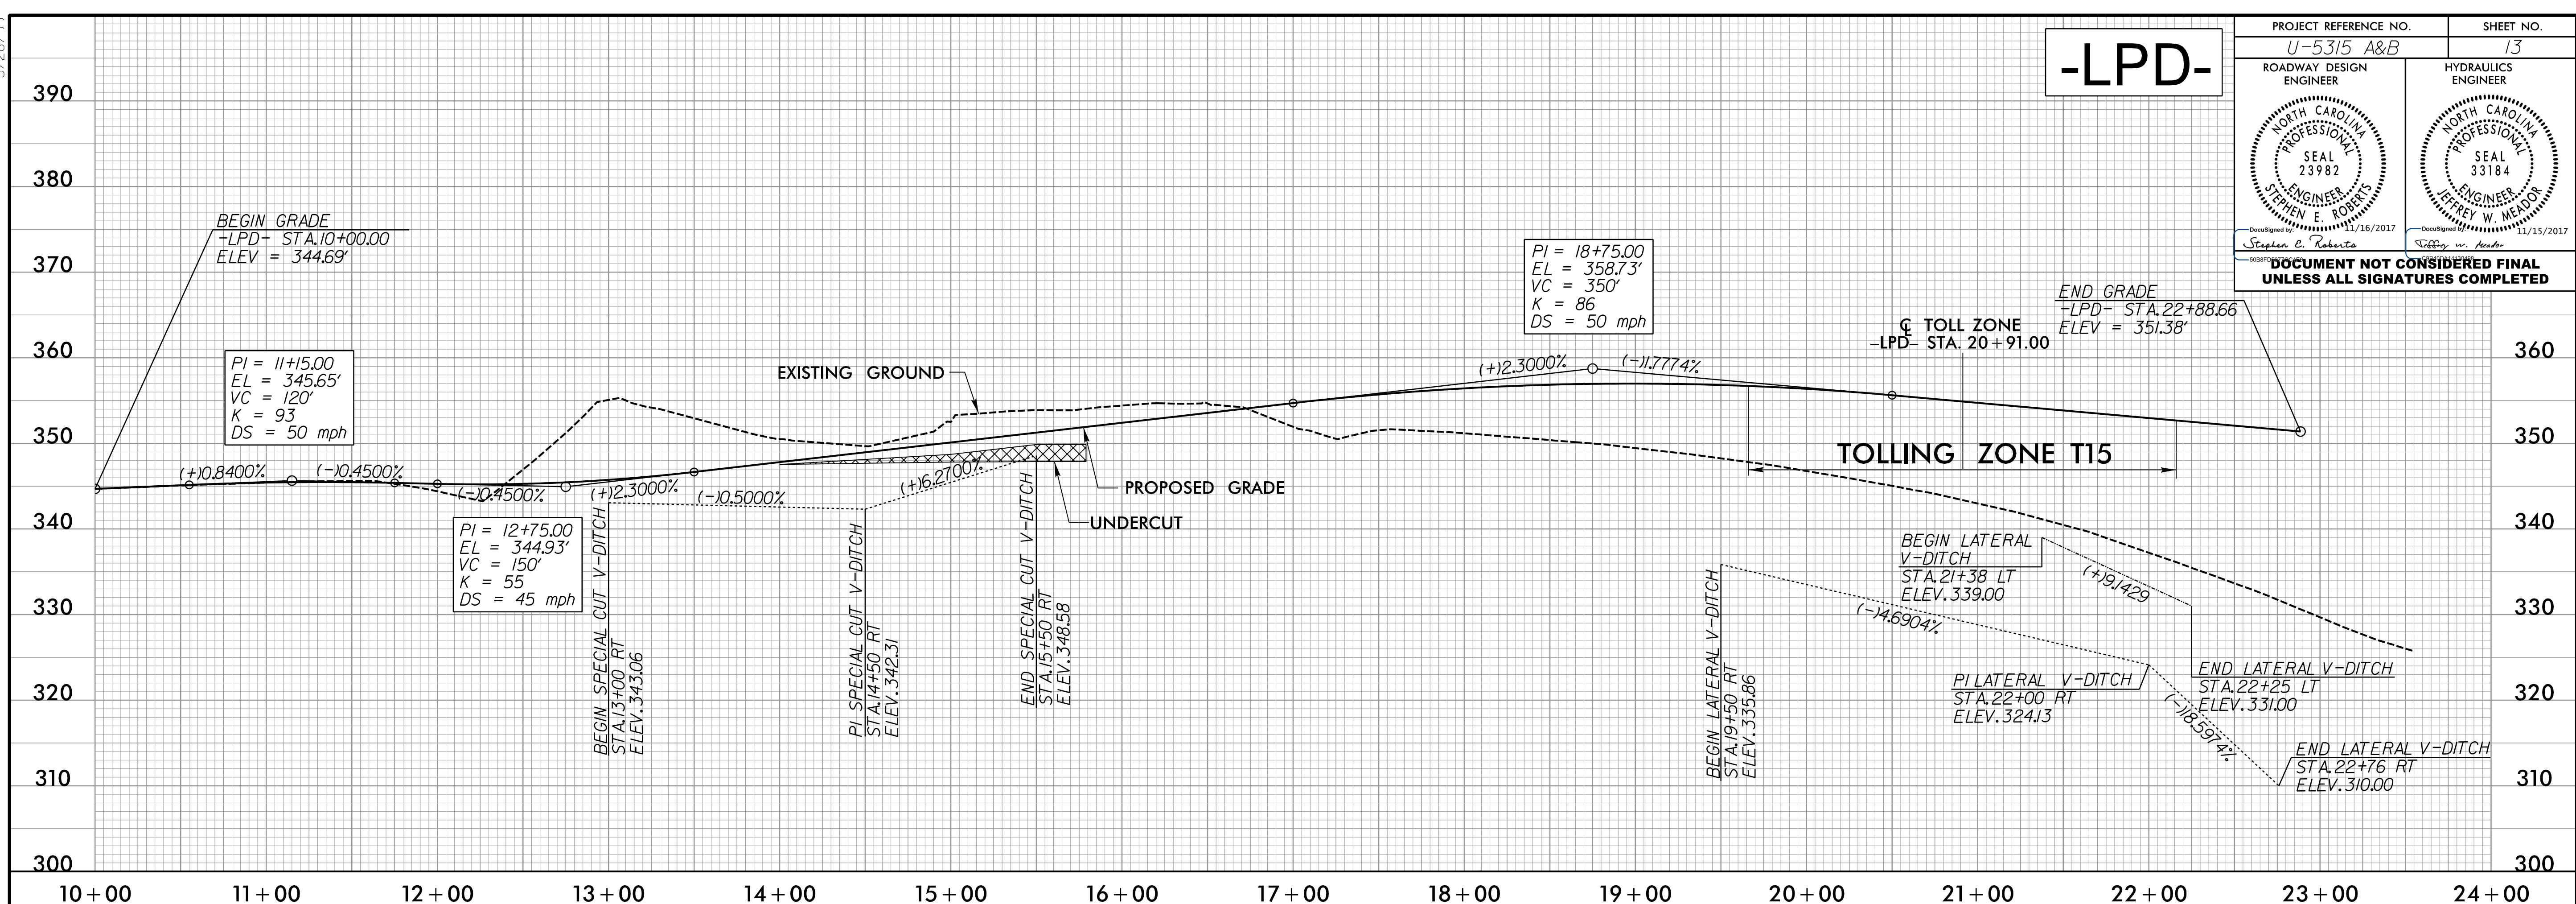 -LPD-
PROJECT REFERENCE NO.
SHEET NO.
U-5315 A&B
13
ROADWAY DESIGN
ENGINEER
HYDRAULICS
ENGINEER
NORTH CAROLINA
PROFESSIONAL
SEAL
23982
ENGINEER
STEPHEN E. ROBERTS
NORTH CAROLINA
PROFESSIONAL
SEAL
33184
ENGINEER
JEFFREY W. MEADOR
DocuSigned by:
11/16/2017
Stephen E. Roberts
DocuSigned by:
11/15/2017
DOCUMENT NOT CONSIDERED FINAL
UNLESS ALL SIGNATURES COMPLETED
390
380
370
360
350
340
330
320
310
300
BEGIN GRADE
-LPD- STA.10+00.00
ELEV = 344.69'
PI = 11+15.00
EL = 345.65'
VC = 120'
K = 93
DS = 50 mph
(+)0.8400%
(-)0.4500%
(-)0.4500%
(+)2.3000%
(-)0.5000%
(+)6.2700%
PI = 12+75.00
EL = 344.93'
VC = 150'
K = 55
DS = 45 mph
BEGIN SPECIAL CUT V-DITCH
STA.13+00 RT
ELEV.343.06
PI SPECIAL CUT V-DITCH
STA.14+50 RT
ELEV.342.31
END SPECIAL CUT V-DITCH
STA.15+50 RT
ELEV.348.58
EXISTING GROUND
PROPOSED GRADE
UNDERCUT
PI = 18+75.00
EL = 358.73'
VC = 350'
K = 86
DS = 50 mph
(+)2.3000%
(-)1.7774%
℄ TOLL ZONE
-LPD- STA. 20+91.00
END GRADE
-LPD- STA.22+88.66
ELEV = 351.38'
TOLLING ZONE T15
BEGIN LATERAL V-DITCH
STA.19+50 RT
ELEV.335.86
BEGIN LATERAL
V-DITCH
STA.21+38 LT
ELEV.339.00
(+)9.1429
(-)4.6904%
PI LATERAL V-DITCH
STA.22+00 RT
ELEV.324.13
END LATERAL V-DITCH
STA.22+25 LT
ELEV.331.00
(-)18.5974%
END LATERAL V-DITCH
STA.22+76 RT
ELEV.310.00
360
350
340
330
320
310
300
10+00 11+00 12+00 13+00 14+00 15+00 16+00 17+00 18+00 19+00 20+00 21+00 22+00 23+00 24+00